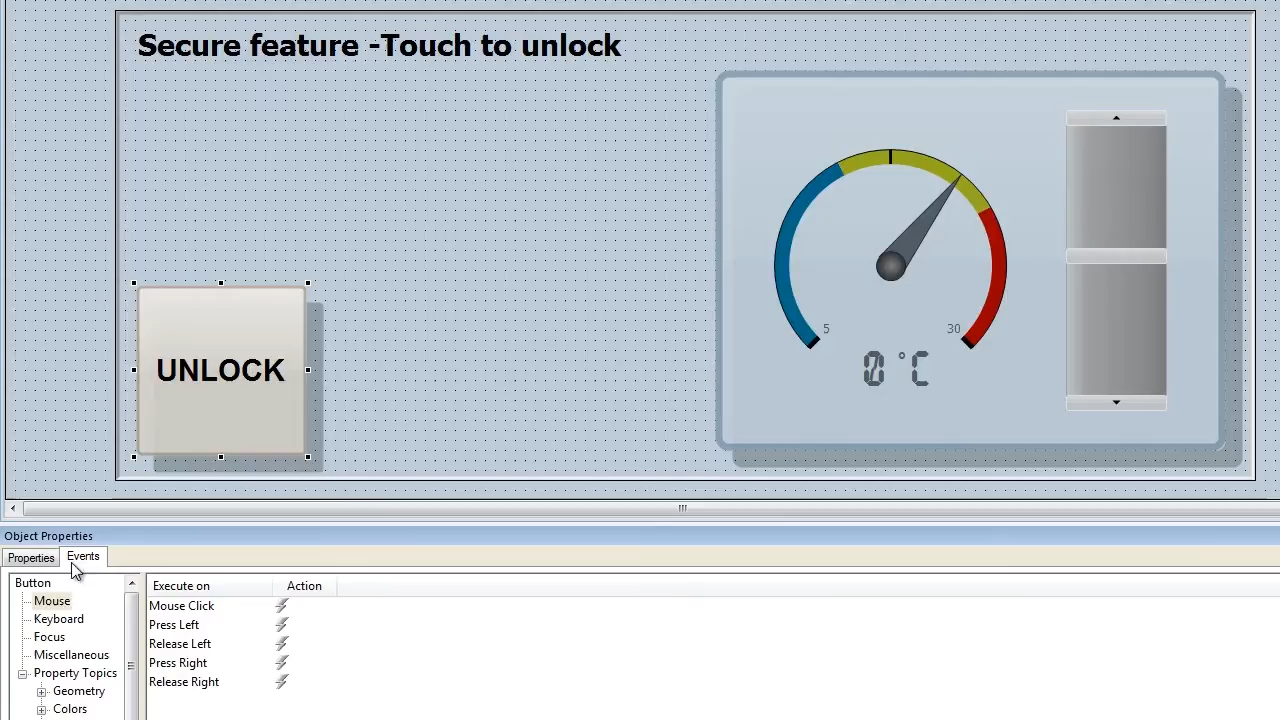 Secure feature -Touch to unlock
5
30
0 °C
UNLOCK
Object Properties
Properties
Events
Button
Mouse
Keyboard
Focus
Miscellaneous
Property Topics
Geometry
Colors
Execute on
Action
Mouse Click
Press Left
Release Left
Press Right
Release Right